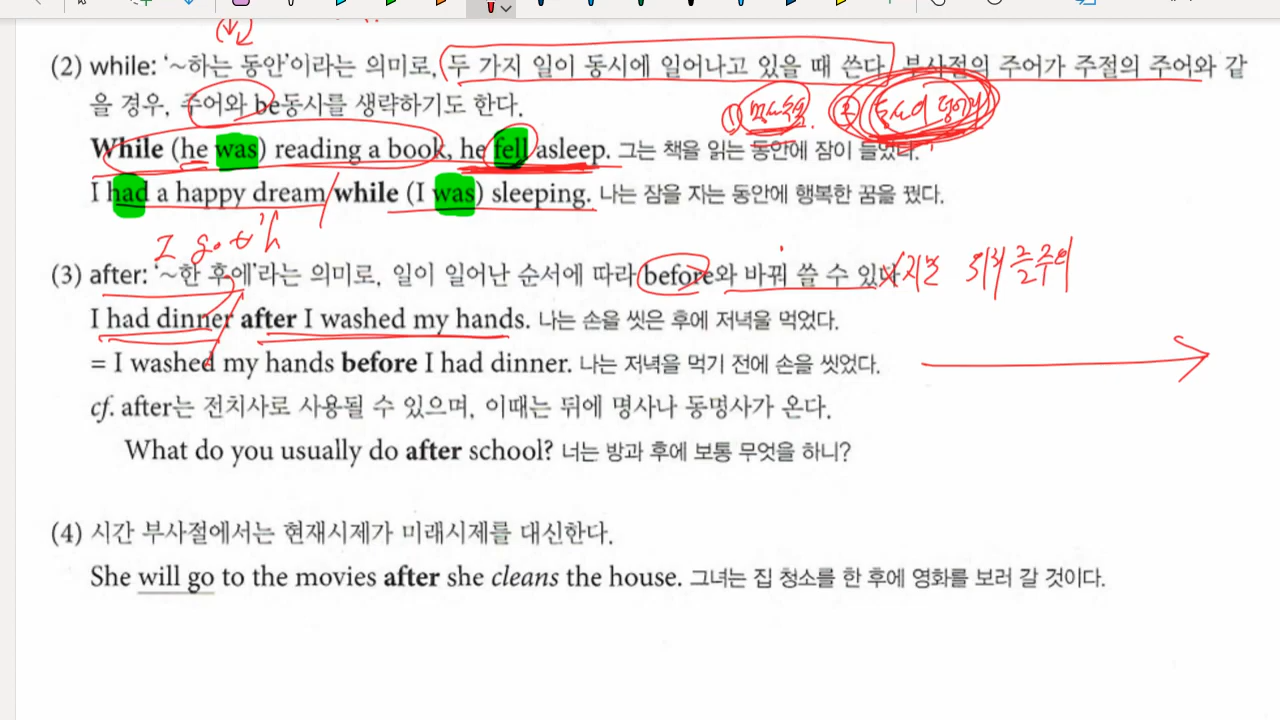 (2) while: '~하는 동안'이라는 의미로, 두 가지 일이 동시에 일어나고 있을 때 쓴다. 부사절의 주어가 주절의 주어와 같
을 경우, 주어와 be동사를 생략하기도 한다.
① ②
While (he was) reading a book, he fell asleep. 그는 책을 읽는 동안에 잠이 들었다.
I had a happy dream while (I was) sleeping. 나는 잠을 자는 동안에 행복한 꿈을 꿨다.
(3) after: '~한 후에'라는 의미로, 일이 일어난 순서에 따라 before와 바꿔 쓸 수 있다.
I had dinner after I washed my hands. 나는 손을 씻은 후에 저녁을 먹었다.
= I washed my hands before I had dinner. 나는 저녁을 먹기 전에 손을 씻었다.
cf. after는 전치사로 사용될 수 있으며, 이때는 뒤에 명사나 동명사가 온다.
What do you usually do after school? 너는 방과 후에 보통 무엇을 하니?
(4) 시간 부사절에서는 현재시제가 미래시제를 대신한다.
She will go to the movies after she cleans the house. 그녀는 집 청소를 한 후에 영화를 보러 갈 것이다.